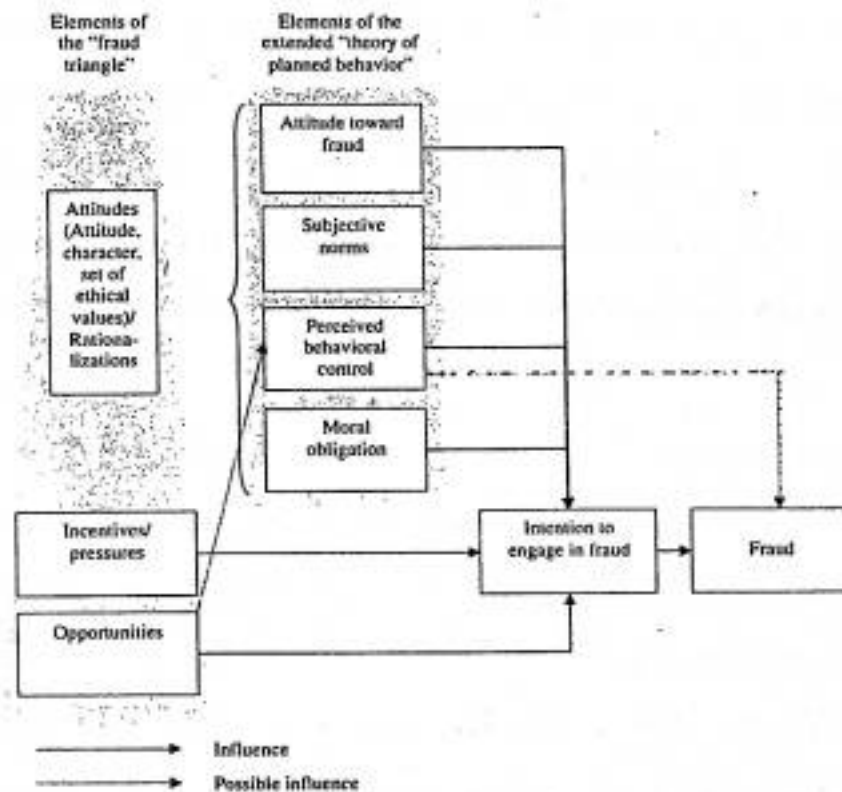 Elements of
the "fraud
triangle"
Elements of the
extended "theory of
planned behavior"
Attitudes
(Attitude,
character,
set of
ethical
values)/
Rationa-
lizations
Attitude toward
fraud
Subjective
norms
Perceived
behavioral
control
Moral
obligation
Incentives/
pressures
Opportunities
Intention to
engage in fraud
Fraud
Influence
Possible influence